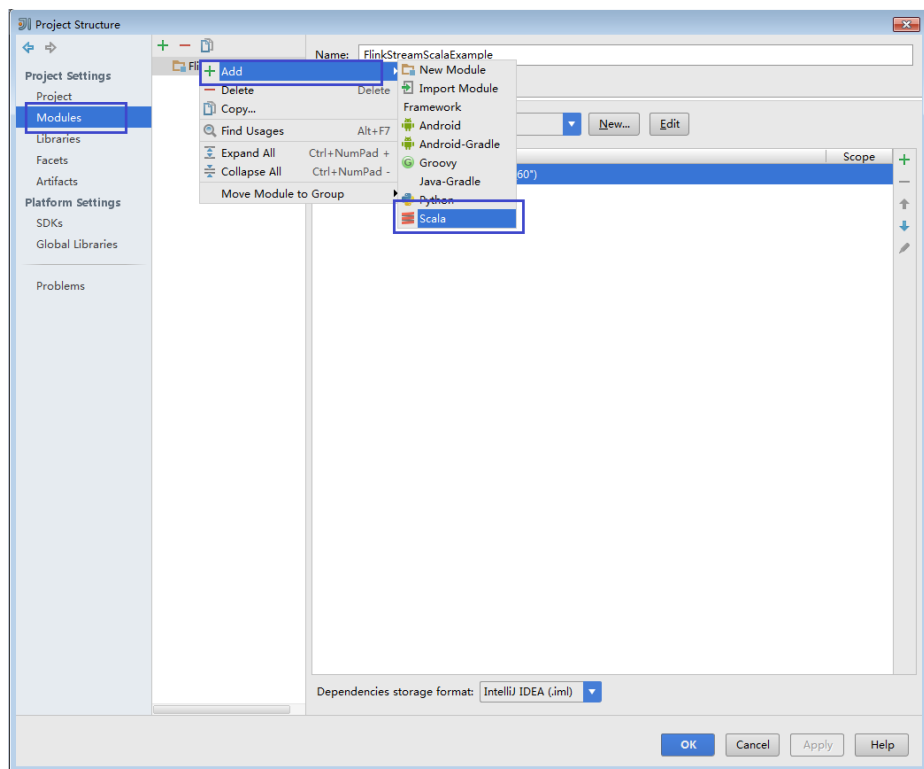 Project Structure
Name: FlinkStreamScalaExample
Project Settings
Project
Modules
Libraries
Facets
Artifacts
Platform Settings
SDKs
Global Libraries
Problems
Add
Delete Delete
Copy...
Find Usages Alt+F7
Expand All Ctrl+NumPad +
Collapse All Ctrl+NumPad -
Move Module to Group
New Module
Import Module
Framework
Android
Android-Gradle
Groovy
Java-Gradle
Python
Scala
New... Edit
Scope
60")
Dependencies storage format: IntelliJ IDEA (.iml)
OK Cancel Apply Help